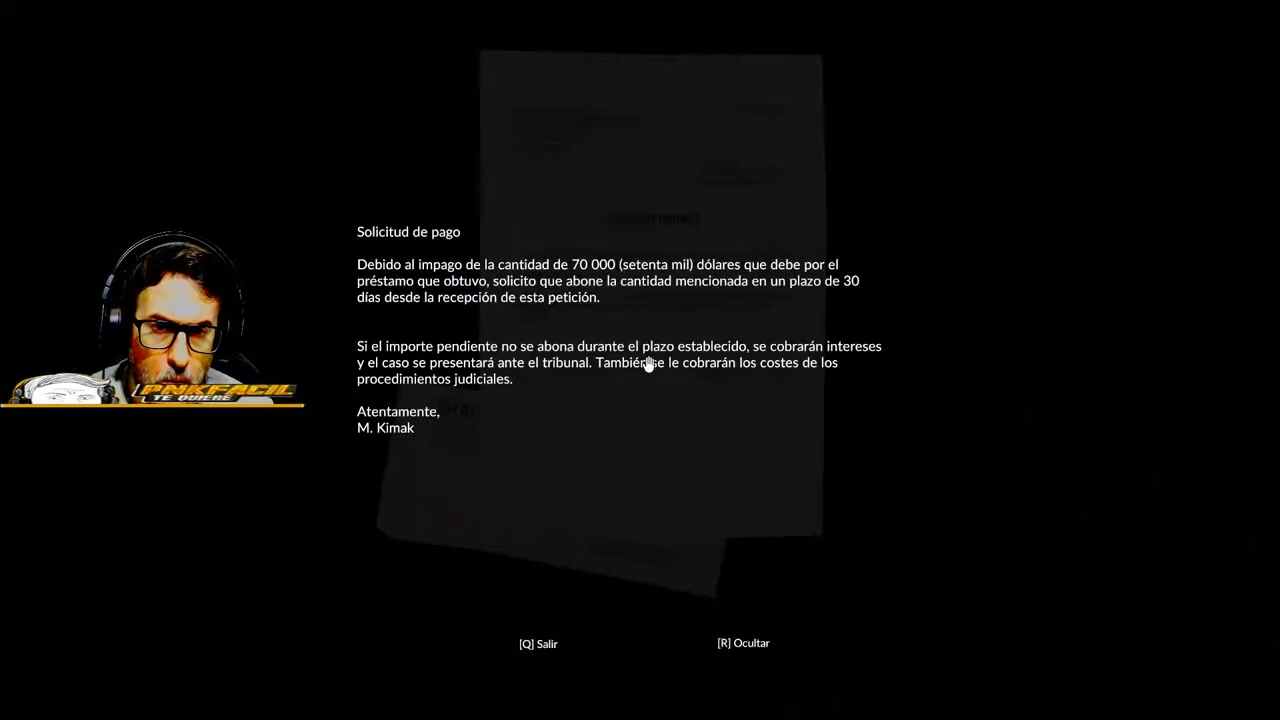 Solicitud de pago
Debido al impago de la cantidad de 70 000 (setenta mil) dólares que debe por el
préstamo que obtuvo, solicito que abone la cantidad mencionada en un plazo de 30
días desde la recepción de esta petición.
Si el importe pendiente no se abona durante el plazo establecido, se cobrarán intereses
y el caso se presentará ante el tribunal. También se le cobrarán los costes de los
procedimientos judiciales.
Atentamente,
M. Kimak
PNKFACIL
TE QUIERE
[Q] Salir
[R] Ocultar